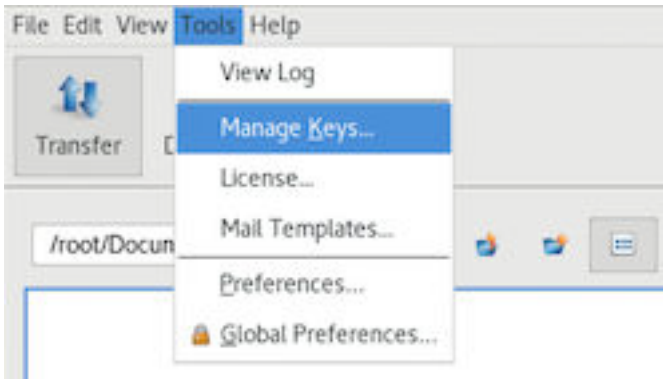 File Edit View Tools Help
View Log
Manage Keys...
Transfer
License...
Mail Templates...
/root/Docum
Preferences...
Global Preferences...